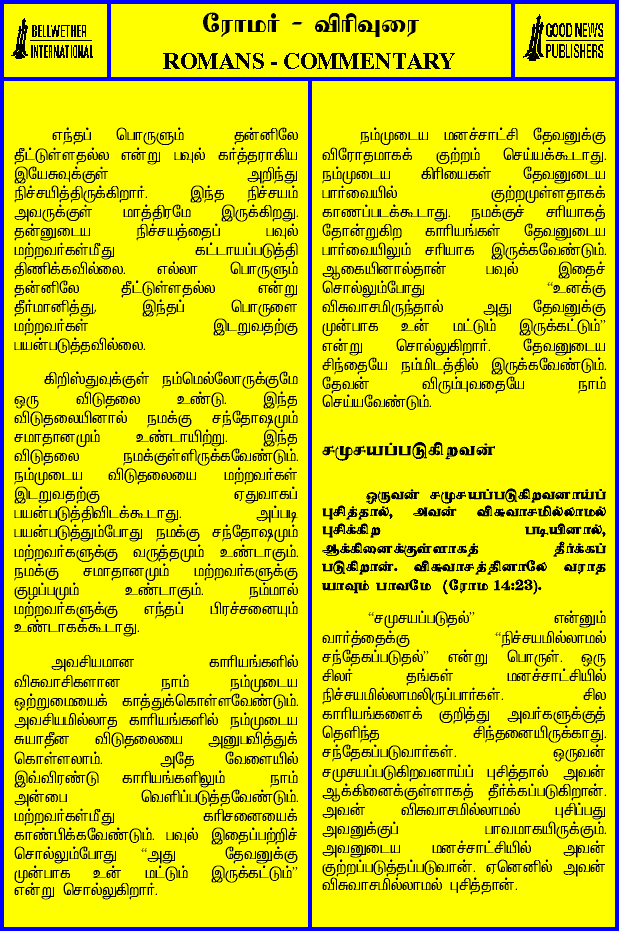 BELLWETHER
INTERNATIONAL
ரோமர் - விரிவுரை
ROMANS - COMMENTARY
GOOD NEWS
PUBLISHERS
எந்தப் பொருளும் தன்னிலே
தீட்டுள்ளதல்ல என்று பவுல் கர்த்தராகிய
இயேசுவுக்குள் அறிந்து
நிச்சயித்திருக்கிறார். இந்த நிச்சயம்
அவருக்குள் மாத்திரமே இருக்கிறது.
தன்னுடைய நிச்சயத்தைப் பவுல்
மற்றவர்கள்மீது கட்டாயப்படுத்தி
திணிக்கவில்லை. எல்லா பொருளும்
தன்னிலே தீட்டுள்ளதல்ல என்று
தீர்மானித்து, இந்தப் பொருளை
மற்றவர்கள் இடறுவதற்கு
பயன்படுத்தவில்லை.
கிறிஸ்துவுக்குள் நம்மெல்லோருக்குமே
ஒரு விடுதலை உண்டு. இந்த
விடுதலையினால் நமக்கு சந்தோஷமும்
சமாதானமும் உண்டாயிற்று. இந்த
விடுதலை நமக்குள்ளிருக்கவேண்டும்.
நம்முடைய விடுதலையை மற்றவர்கள்
இடறுவதற்கு ஏதுவாகப்
பயன்படுத்திவிடக்கூடாது. அப்படி
பயன்படுத்தும்போது நமக்கு சந்தோஷமும்
மற்றவர்களுக்கு வருத்தமும் உண்டாகும்.
நமக்கு சமாதானமும் மற்றவர்களுக்கு
குழப்பமும் உண்டாகும். நம்மால்
மற்றவர்களுக்கு எந்தப் பிரச்சனையும்
உண்டாகக்கூடாது.
அவசியமான காரியங்களில்
விசுவாசிகளான நாம் நம்முடைய
ஒற்றுமையைக் காத்துக்கொள்ளவேண்டும்.
அவசியமில்லாத காரியங்களில் நம்முடைய
சுயாதீன விடுதலையை அனுபவித்துக்
கொள்ளலாம். அதே வேளையில்
இவ்விரண்டு காரியங்களிலும் நாம்
அன்பை வெளிப்படுத்தவேண்டும்.
மற்றவர்கள்மீது கரிசனையைக்
காண்பிக்கவேண்டும். பவுல் இதைப்பற்றிச்
சொல்லும்போது “அது தேவனுக்கு
முன்பாக உன் மட்டும் இருக்கட்டும்”
என்று சொல்லுகிறார்.
நம்முடைய மனச்சாட்சி தேவனுக்கு
விரோதமாகக் குற்றம் செய்யக்கூடாது.
நம்முடைய கிரியைகள் தேவனுடைய
பார்வையில் குற்றமுள்ளதாகக்
காணப்படக்கூடாது. நமக்குச் சரியாகத்
தோன்றுகிற காரியங்கள் தேவனுடைய
பார்வையிலும் சரியாக இருக்கவேண்டும்.
ஆகையினால்தான் பவுல் இதைச்
சொல்லும்போது “உனக்கு
விசுவாசமிருந்தால் அது தேவனுக்கு
முன்பாக உன் மட்டும் இருக்கட்டும்”
என்று சொல்லுகிறார். தேவனுடைய
சிந்தையே நம்மிடத்தில் இருக்கவேண்டும்.
தேவன் விரும்புவதையே நாம்
செய்யவேண்டும்.
சமுசயப்படுகிறவன்
ஒருவன் சமுசயப்படுகிறவனாய்ப்
புசித்தால், அவன் விசுவாசமில்லாமல்
புசிக்கிற படியினால்,
ஆக்கினைக்குள்ளாகத் தீர்க்கப்
படுகிறான். விசுவாசத்தினாலே வராத
யாவும் பாவமே (ரோம 14:23).
“சமுசயப்படுதல்” என்னும்
வார்த்தைக்கு “நிச்சயமில்லாமல்
சந்தேகப்படுதல்” என்று பொருள். ஒரு
சிலர் தங்கள் மனச்சாட்சியில்
நிச்சயமில்லாமலிருப்பார்கள். சில
காரியங்களைக் குறித்து அவர்களுக்குத்
தெளிந்த சிந்தனையிருக்காது.
சந்தேகப்படுவார்கள். ஒருவன்
சமுசயப்படுகிறவனாய்ப் புசித்தால் அவன்
ஆக்கினைக்குள்ளாகத் தீர்க்கப்படுகிறான்.
அவன் விசுவாசமில்லாமல் புசிப்பது
அவனுக்குப் பாவமாகயிருக்கும்.
அவனுடைய மனச்சாட்சியில் அவன்
குற்றப்படுத்தப்படுவான். ஏனெனில் அவன்
விசுவாசமில்லாமல் புசித்தான்.